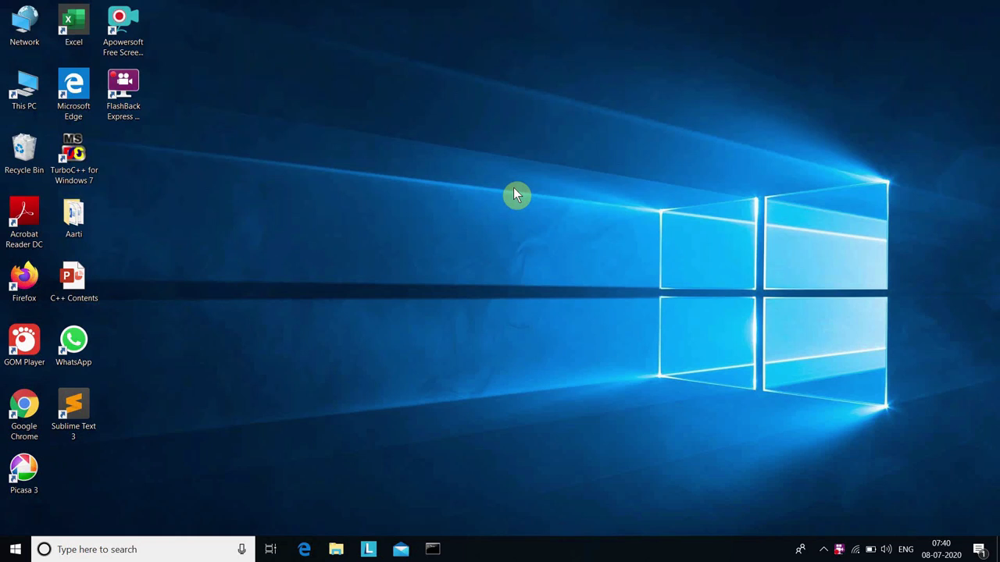 Network
Excel
Apowersoft
Free Scree...
This PC
Microsoft
Edge
FlashBack
Express ...
Recycle Bin
MS
TurboC++ for
Windows 7
Acrobat
Reader DC
Aarti
Firefox
C++ Contents
GOM Player
WhatsApp
Google
Chrome
Sublime Text
3
Picasa 3
Type here to search
L
ENG
07:40
08-07-2020
1